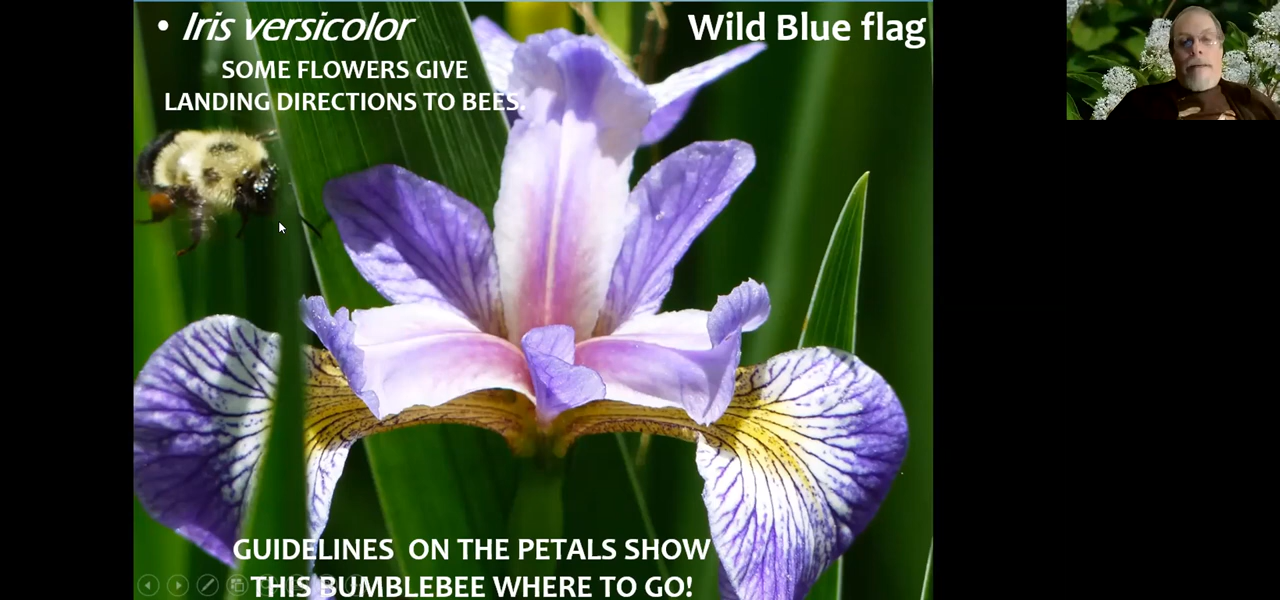 • Iris versicolor
Wild Blue flag
SOME FLOWERS GIVE
LANDING DIRECTIONS TO BEES.
GUIDELINES ON THE PETALS SHOW
THIS BUMBLEBEE WHERE TO GO!